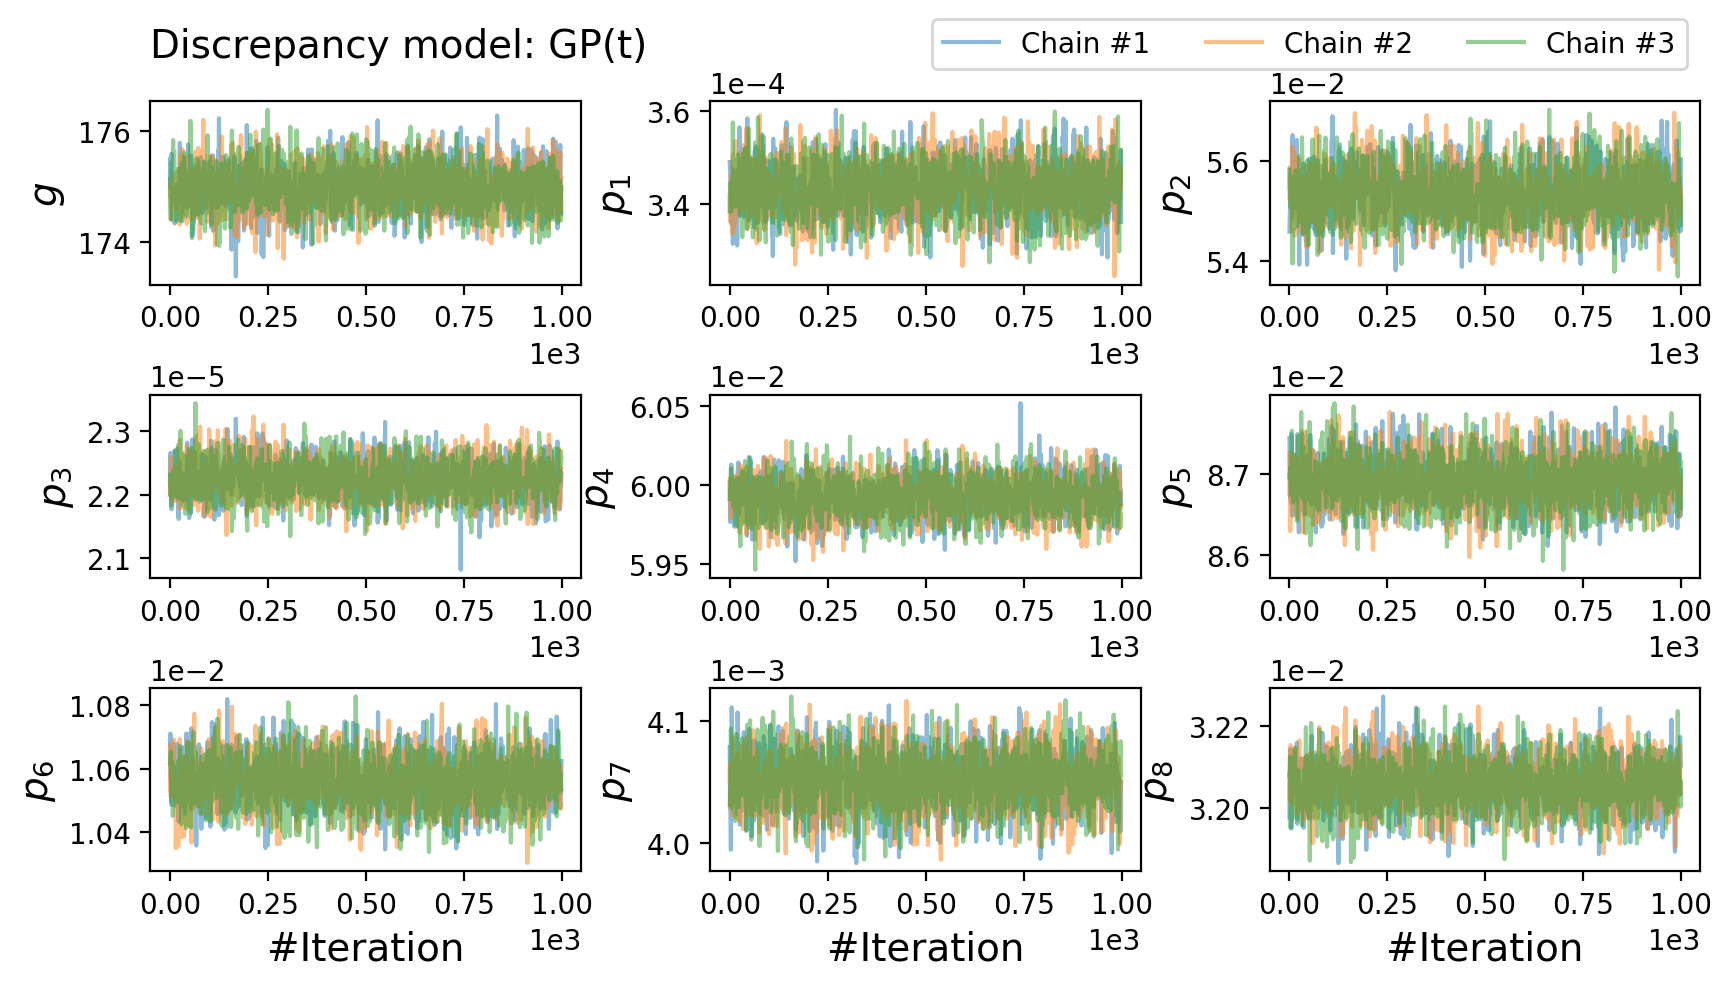 Discrepancy model: GP(t)
Chain #1 Chain #2 Chain #3
1e−4 1e−2
g 176 174
p1 3.6 3.4
p2 5.6 5.4
0.00 0.25 0.50 0.75 1.00 0.00 0.25 0.50 0.75 1.00 0.00 0.25 0.50 0.75 1.00
1e3 1e3 1e3
1e−5 1e−2 1e−2
p3 2.3 2.2 2.1
p4 6.05 6.00 5.95
p5 8.7 8.6
0.00 0.25 0.50 0.75 1.00 0.00 0.25 0.50 0.75 1.00 0.00 0.25 0.50 0.75 1.00
1e3 1e3 1e3
1e−2 1e−3 1e−2
p6 1.08 1.06 1.04
p7 4.1 4.0
p8 3.22 3.20
0.00 0.25 0.50 0.75 1.00 0.00 0.25 0.50 0.75 1.00 0.00 0.25 0.50 0.75 1.00
#Iteration 1e3 #Iteration 1e3 #Iteration 1e3